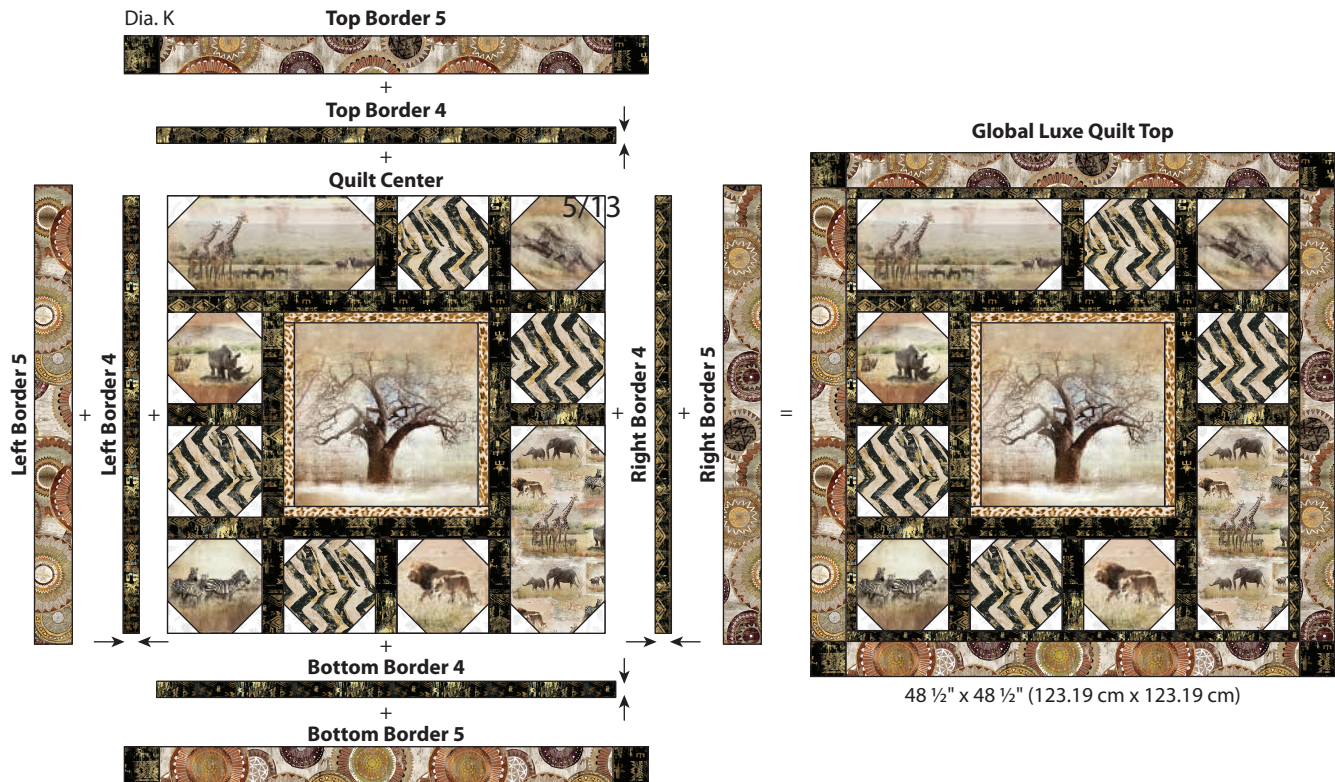 Dia. K
Top Border 5
+
Top Border 4
+
Quilt Center
5/13
Left Border 5
+
Left Border 4
+
+
Right Border 4
+
Right Border 5
=
Global Luxe Quilt Top
48 ½" x 48 ½" (123.19 cm x 123.19 cm)
+
Bottom Border 4
+
Bottom Border 5